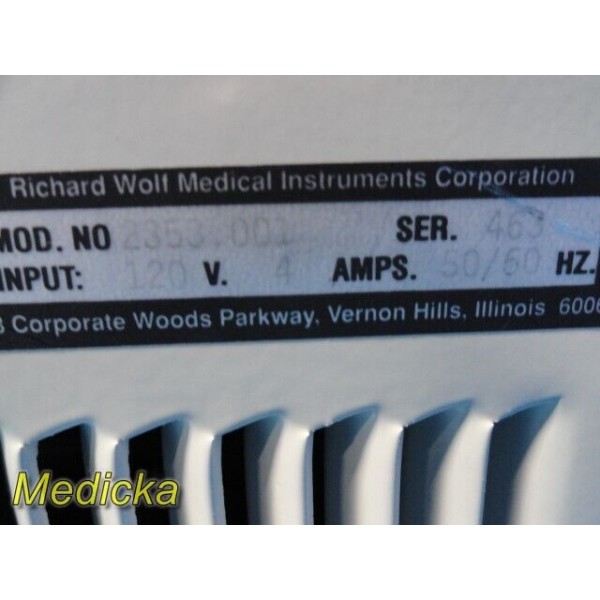 Richard Wolf Medical Instruments Corporation
MOD. NO 2353.001 SER. 463
INPUT: 120 V. 4 AMPS. 50/60 HZ.
Corporate Woods Parkway, Vernon Hills, Illinois 6006
Medicka